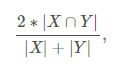 2 ∗ |X ∩ Y|
|X| + |Y| ,